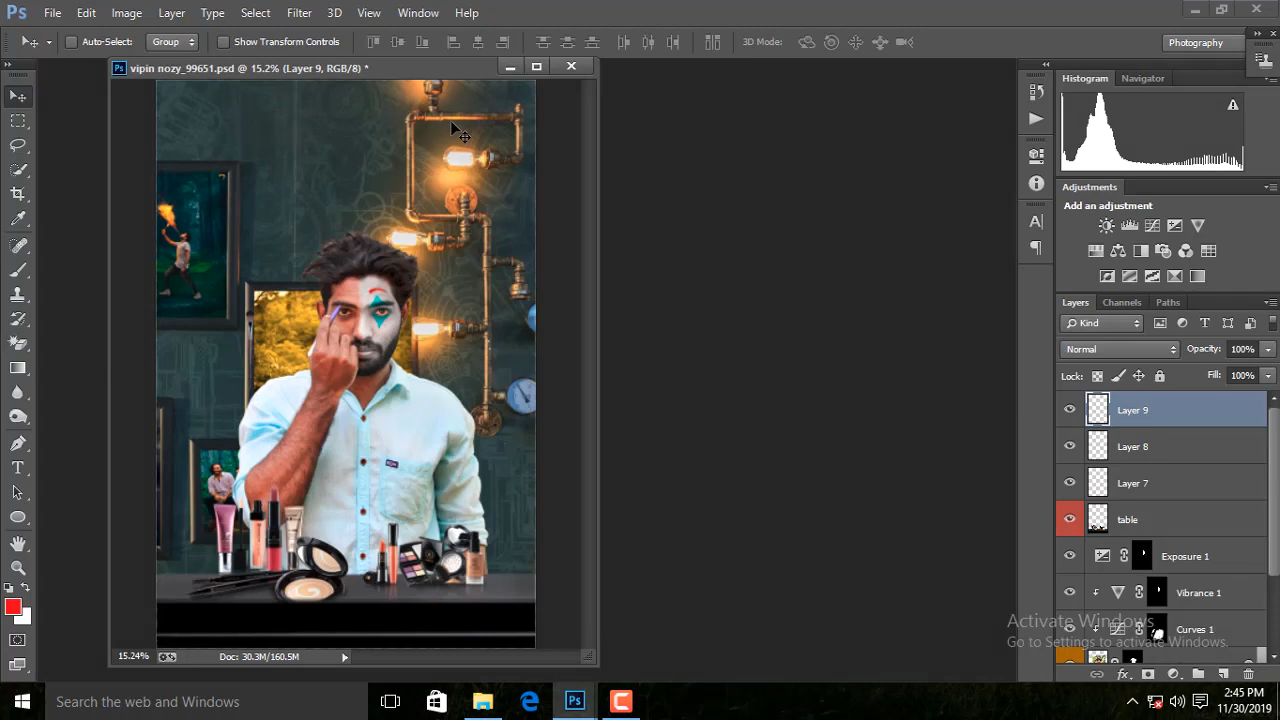 Ps File Edit Image Layer Type Select Filter 3D View Window Help
Auto-Select: Group Show Transform Controls 3D Mode: Photography
vipin nozy_99651.psd @ 15.2% (Layer 9, RGB/8) *
Histogram Navigator
Adjustments
Add an adjustment
Layers Channels Paths
Kind
Normal Opacity: 100%
Lock: Fill: 100%
Layer 9
Layer 8
Layer 7
table
Exposure 1
Vibrance 1
Curves 1
Activate Windows
Go to Settings to activate Windows.
15.24% Doc: 30.3M/160.5M
Search the web and Windows
2:45 PM
11/30/2019